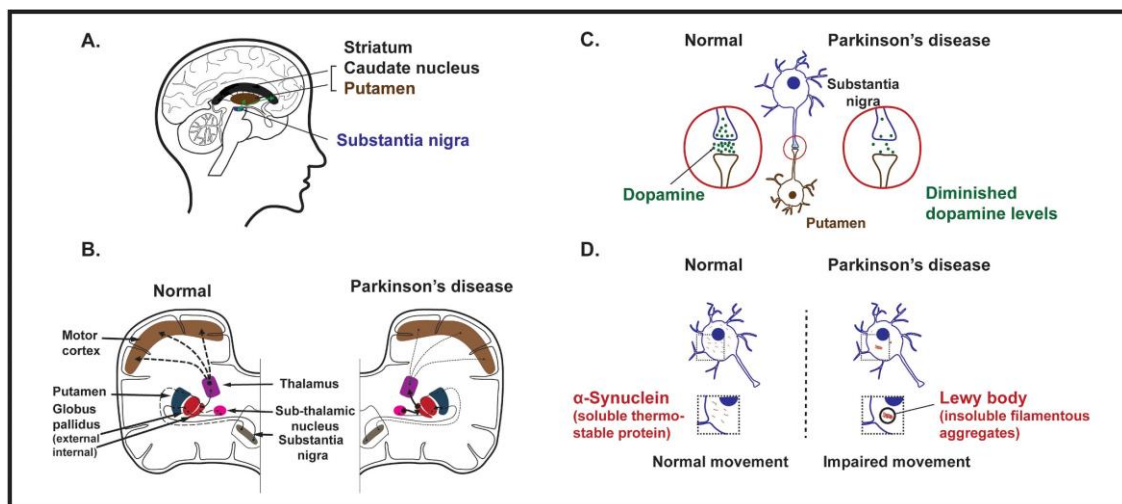 A.
Striatum
Caudate nucleus
Putamen
Substantia nigra
B.
Normal
Parkinson's disease
Motor
cortex
Putamen
Globus
pallidus
(external
internal)
Thalamus
Sub-thalamic
nucleus
Substantia
nigra
C.
Normal
Parkinson's disease
Substantia
nigra
Dopamine
Putamen
Diminished
dopamine levels
D.
Normal
Parkinson's disease
α-Synuclein
(soluble thermo-
stable protein)
Lewy body
(insoluble filamentous
aggregates)
Normal movement
Impaired movement